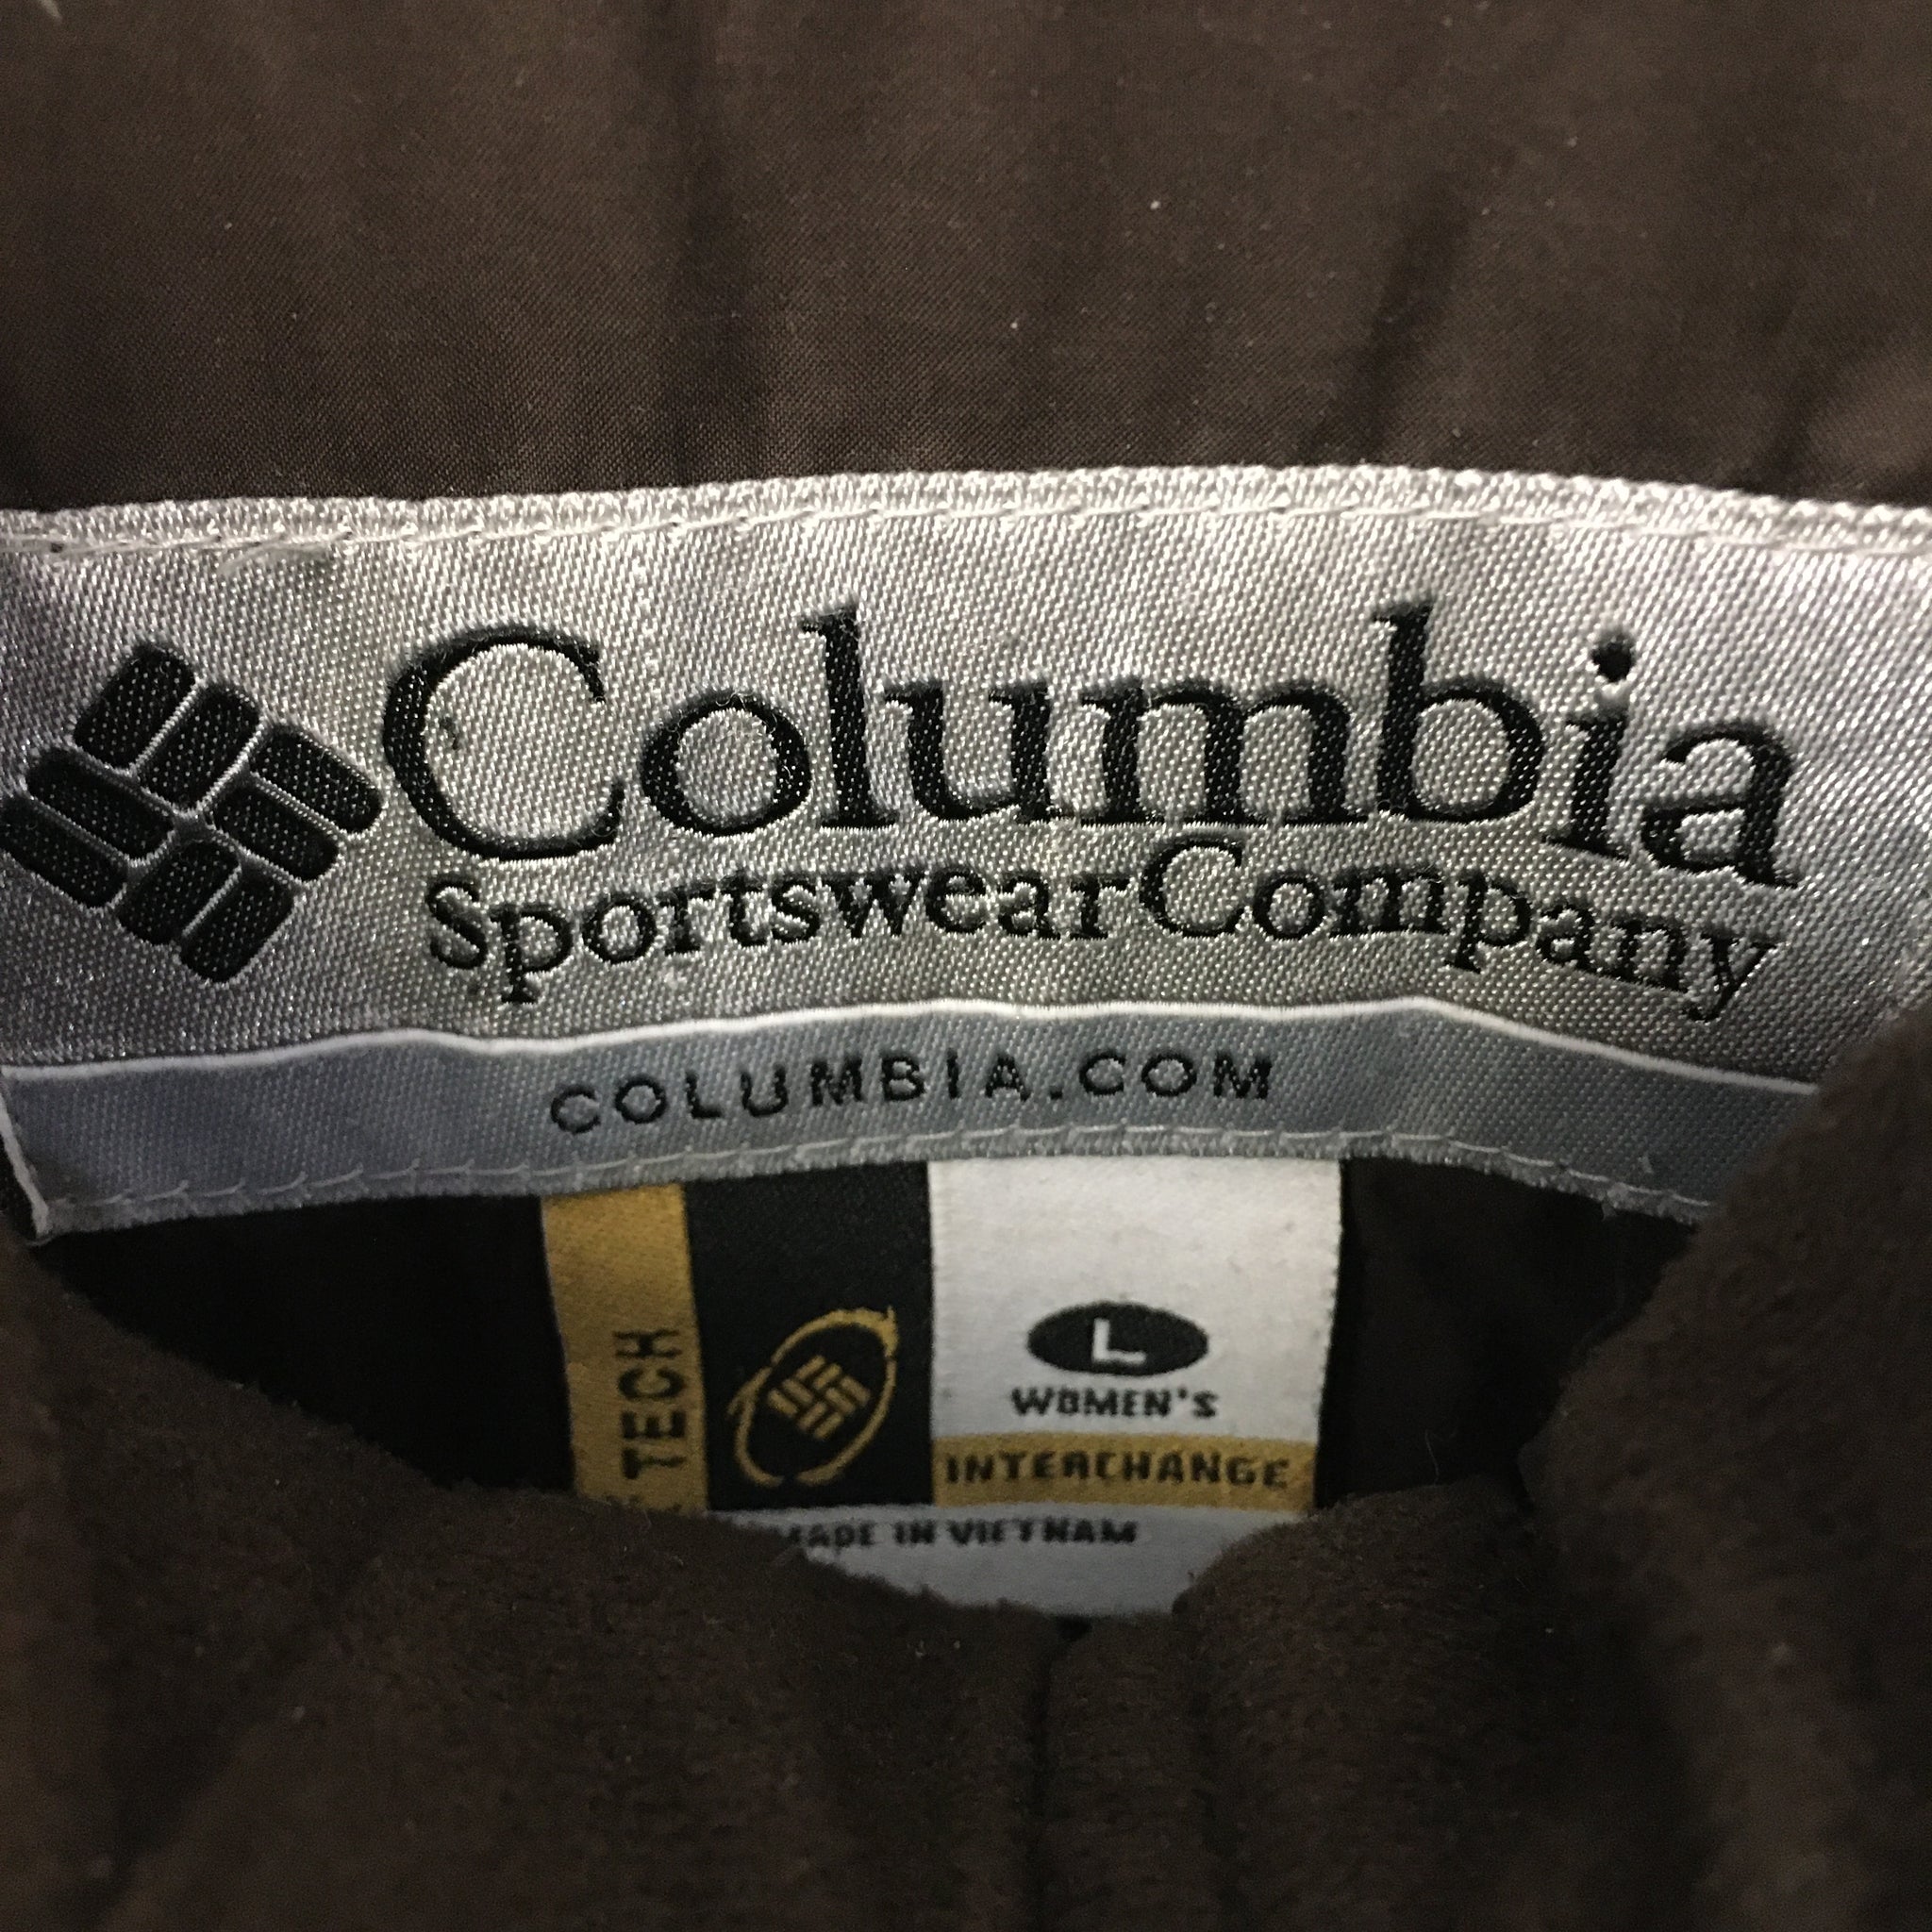 Columbia
SportswearCompany
COLUMBIA.COM
TECH
L
WOMEN'S
INTERCHANGE
MADE IN VIETNAM